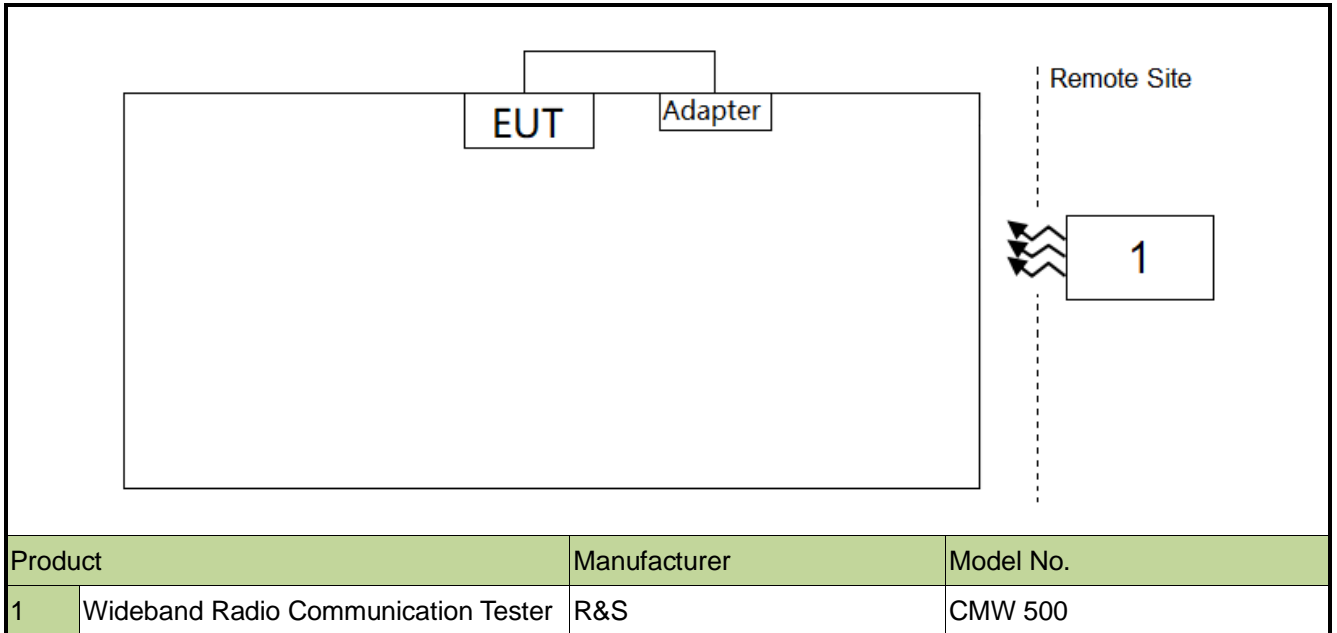 Remote Site
EUT
Adapter
1
Product Manufacturer Model No.
1 Wideband Radio Communication Tester R&S CMW 500